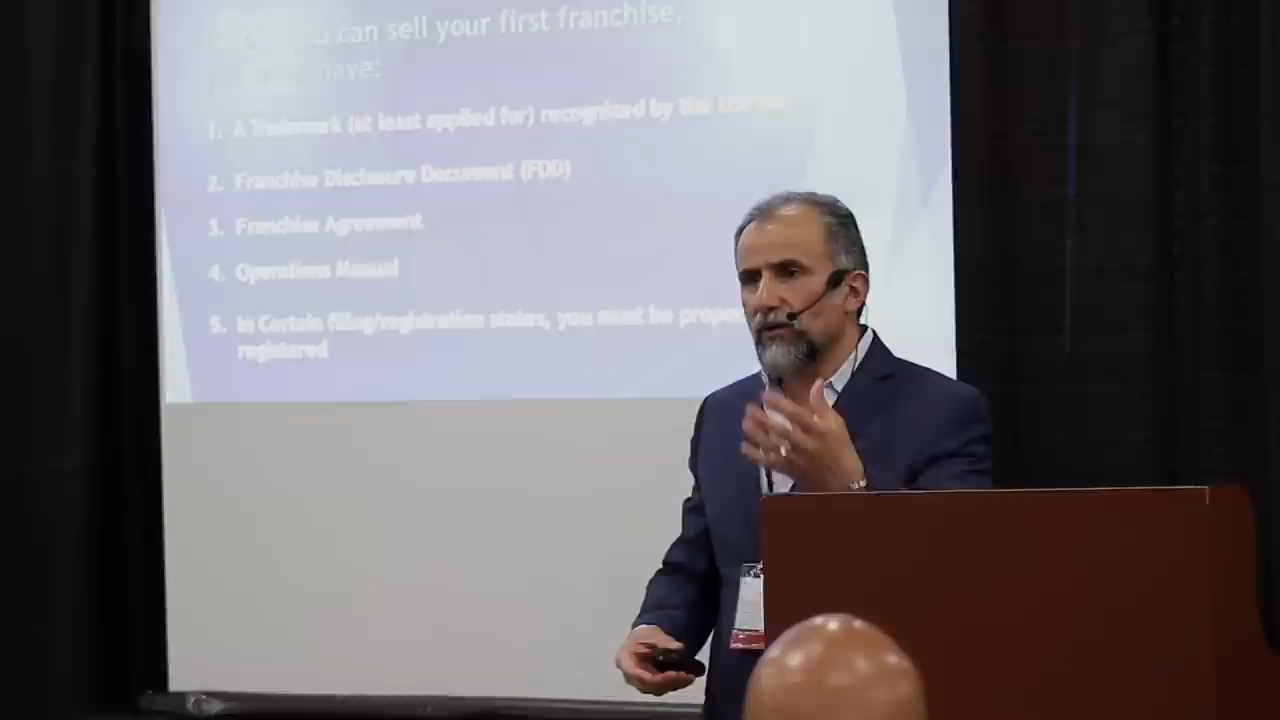 can sell your first franchise,
have:
1. A Trademark (at least applied for) recognized by the
2. Franchise Disclosure Document (FDD)
3. Franchise Agreement
4. Operations Manual
5. In Certain filing/registration states, you must be
registered